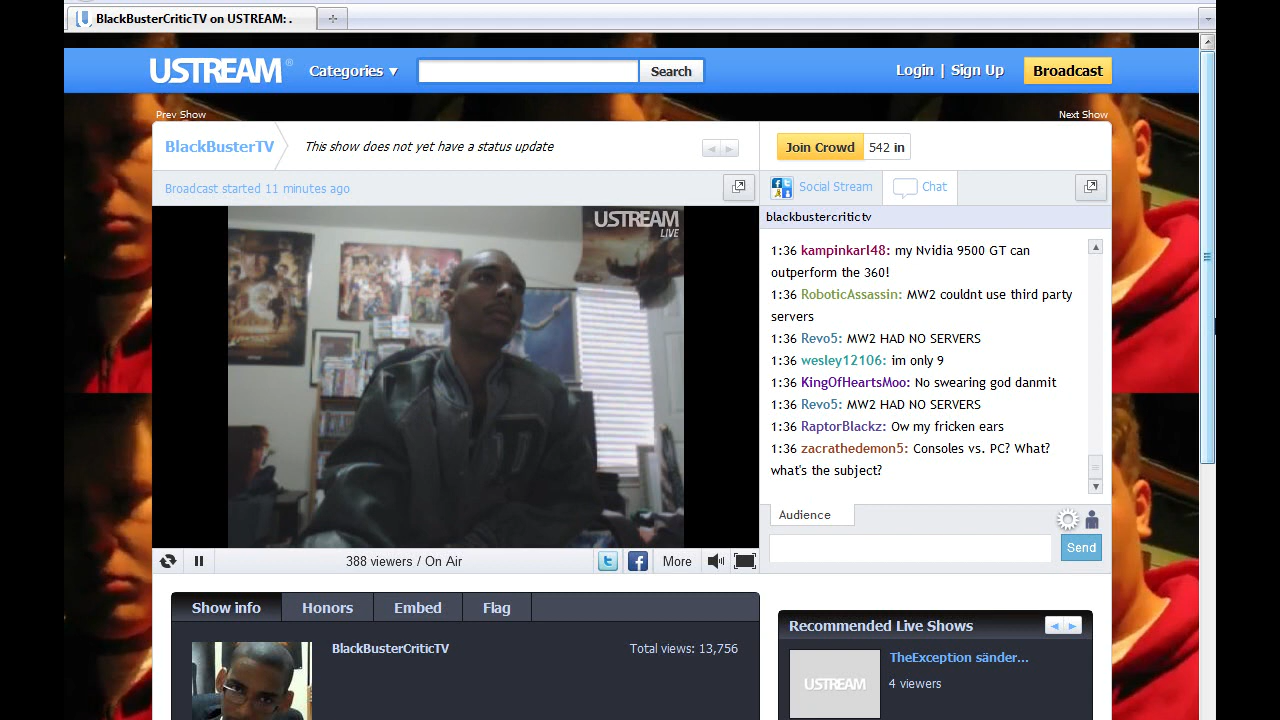 BlackBusterCriticTV on USTREAM: .
USTREAM®
Categories ▼
Search
Login | Sign Up
Broadcast
Prev Show
Next Show
BlackBusterTV
This show does not yet have a status update
Join Crowd
542 in
Broadcast started 11 minutes ago
Social Stream
Chat
blackbustercritictv
USTREAM
LIVE
1:36 kampinkarl48: my Nvidia 9500 GT can
outperform the 360!
1:36 RoboticAssassin: MW2 couldnt use third party
servers
1:36 Revo5: MW2 HAD NO SERVERS
1:36 wesley12106: im only 9
1:36 KingOfHeartsMoo: No swearing god danmit
1:36 Revo5: MW2 HAD NO SERVERS
1:36 RaptorBlackz: Ow my fricken ears
1:36 zacrathedemon5: Consoles vs. PC? What?
what's the subject?
Audience
Send
388 viewers / On Air
More
Show info
Honors
Embed
Flag
BlackBusterCriticTV
Total views: 13,756
Recommended Live Shows
TheException sänder...
USTREAM
4 viewers